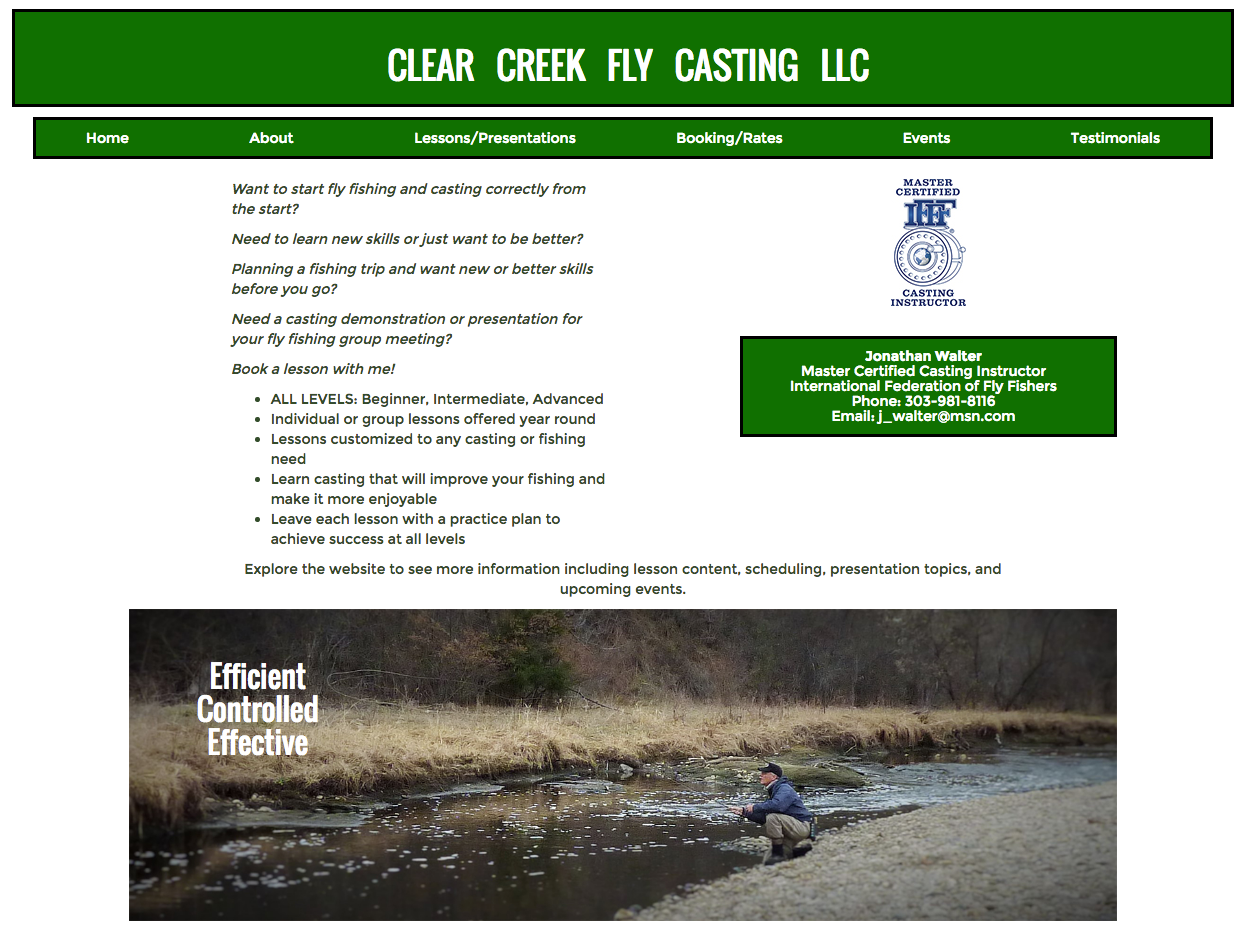 CLEAR CREEK FLY CASTING LLC
Home About Lessons/Presentations Booking/Rates Events Testimonials
Want to start fly fishing and casting correctly from
the start?
Need to learn new skills or just want to be better?
Planning a fishing trip and want new or better skills
before you go?
Need a casting demonstration or presentation for
your fly fishing group meeting?
Book a lesson with me!
• ALL LEVELS: Beginner, Intermediate, Advanced
• Individual or group lessons offered year round
• Lessons customized to any casting or fishing
need
• Learn casting that will improve your fishing and
make it more enjoyable
• Leave each lesson with a practice plan to
achieve success at all levels
MASTER
CERTIFIED
IFFF
®
CASTING
INSTRUCTOR
Jonathan Walter
Master Certified Casting Instructor
International Federation of Fly Fishers
Phone: 303-981-8116
Email: j_walter@msn.com
Explore the website to see more information including lesson content, scheduling, presentation topics, and
upcoming events.
Efficient
Controlled
Effective